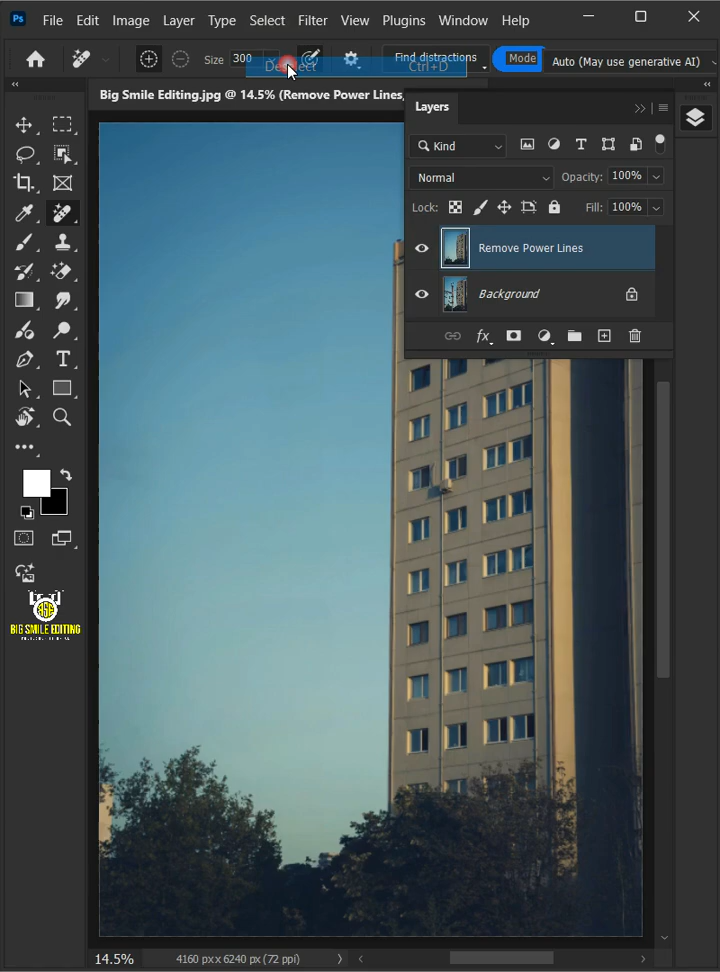 Ps File Edit Image Layer Type Select Filter View Plugins Window Help
Size 300 Find distractions Mode Auto (May use generative AI)
Deselect Ctrl+D
Big Smile Editing.jpg @ 14.5% (Remove Power Lines,
Layers
Kind
Normal Opacity: 100%
Lock: Fill: 100%
Remove Power Lines
Background
fx
BIG SMILE EDITING
14.5% 4160 px x 6240 px (72 ppi)